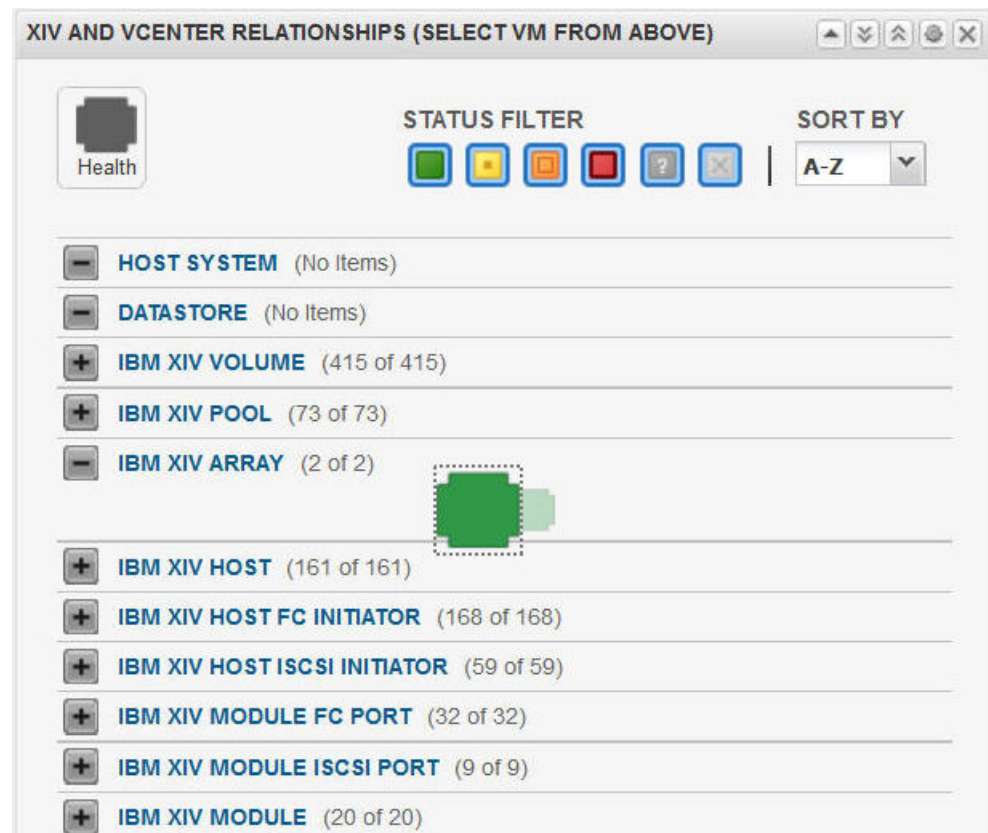 XIV AND VCENTER RELATIONSHIPS (SELECT VM FROM ABOVE)
STATUS FILTER SORT BY
Health ? A-Z
HOST SYSTEM (No Items)
DATASTORE (No Items)
IBM XIV VOLUME (415 of 415)
IBM XIV POOL (73 of 73)
IBM XIV ARRAY (2 of 2)
IBM XIV HOST (161 of 161)
IBM XIV HOST FC INITIATOR (168 of 168)
IBM XIV HOST ISCSI INITIATOR (59 of 59)
IBM XIV MODULE FC PORT (32 of 32)
IBM XIV MODULE ISCSI PORT (9 of 9)
IBM XIV MODULE (20 of 20)